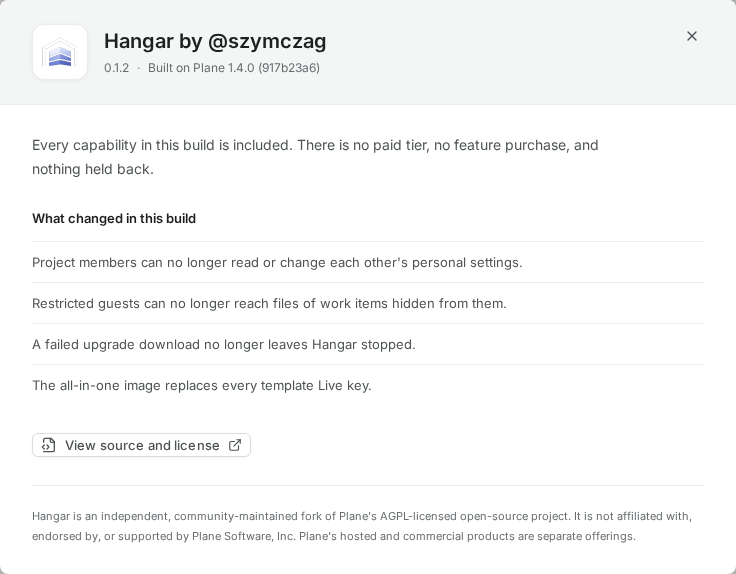 Hangar by @szymczag
0.1.2 · Built on Plane 1.4.0 (917b23a6)
Every capability in this build is included. There is no paid tier, no feature purchase, and
nothing held back.
What changed in this build
Project members can no longer read or change each other's personal settings.
Restricted guests can no longer reach files of work items hidden from them.
A failed upgrade download no longer leaves Hangar stopped.
The all-in-one image replaces every template Live key.
View source and license
Hangar is an independent, community-maintained fork of Plane's AGPL-licensed open-source project. It is not affiliated with,
endorsed by, or supported by Plane Software, Inc. Plane's hosted and commercial products are separate offerings.